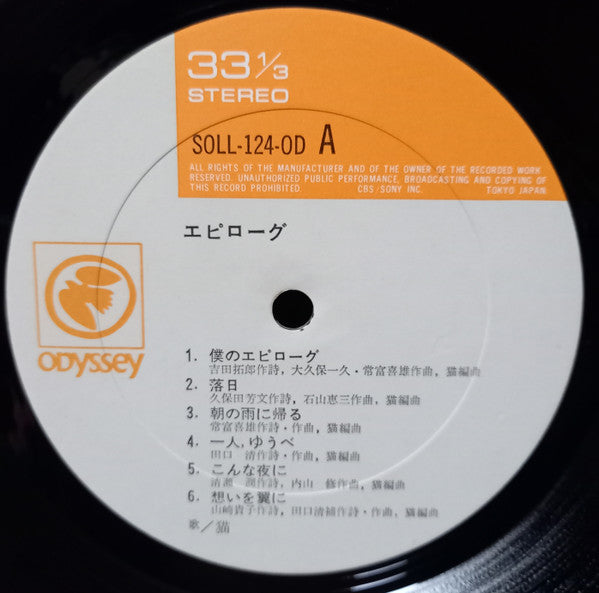 33 1/3
STEREO
SOLL-124-OD A
ALL RIGHTS OF THE MANUFACTURER AND OF THE OWNER OF THE RECORDED WORK
RESERVED. UNAUTHORIZED PUBLIC PERFORMANCE, BROADCASTING AND COPYING OF
THIS RECORD PROHIBITED. CBS/SONY INC. TOKYO JAPAN
エピローグ
ODYSSEY
1. 僕のエピローグ
吉田拓郎作詩, 大久保一久・常富喜雄作曲, 猫編曲
2. 落日
久保田芳文作詩, 石山恵三作曲, 猫編曲
3. 朝の雨に帰る
常富喜雄作詩・作曲, 猫編曲
4. 一人, ゆうべ
田口 清作詩・作曲, 猫編曲
5. こんな夜に
作詩, 内山 修作曲, 猫編曲
6. 想いを翼に
山崎貴子作詩, 田口清補作詩・作曲, 猫編曲
歌/猫